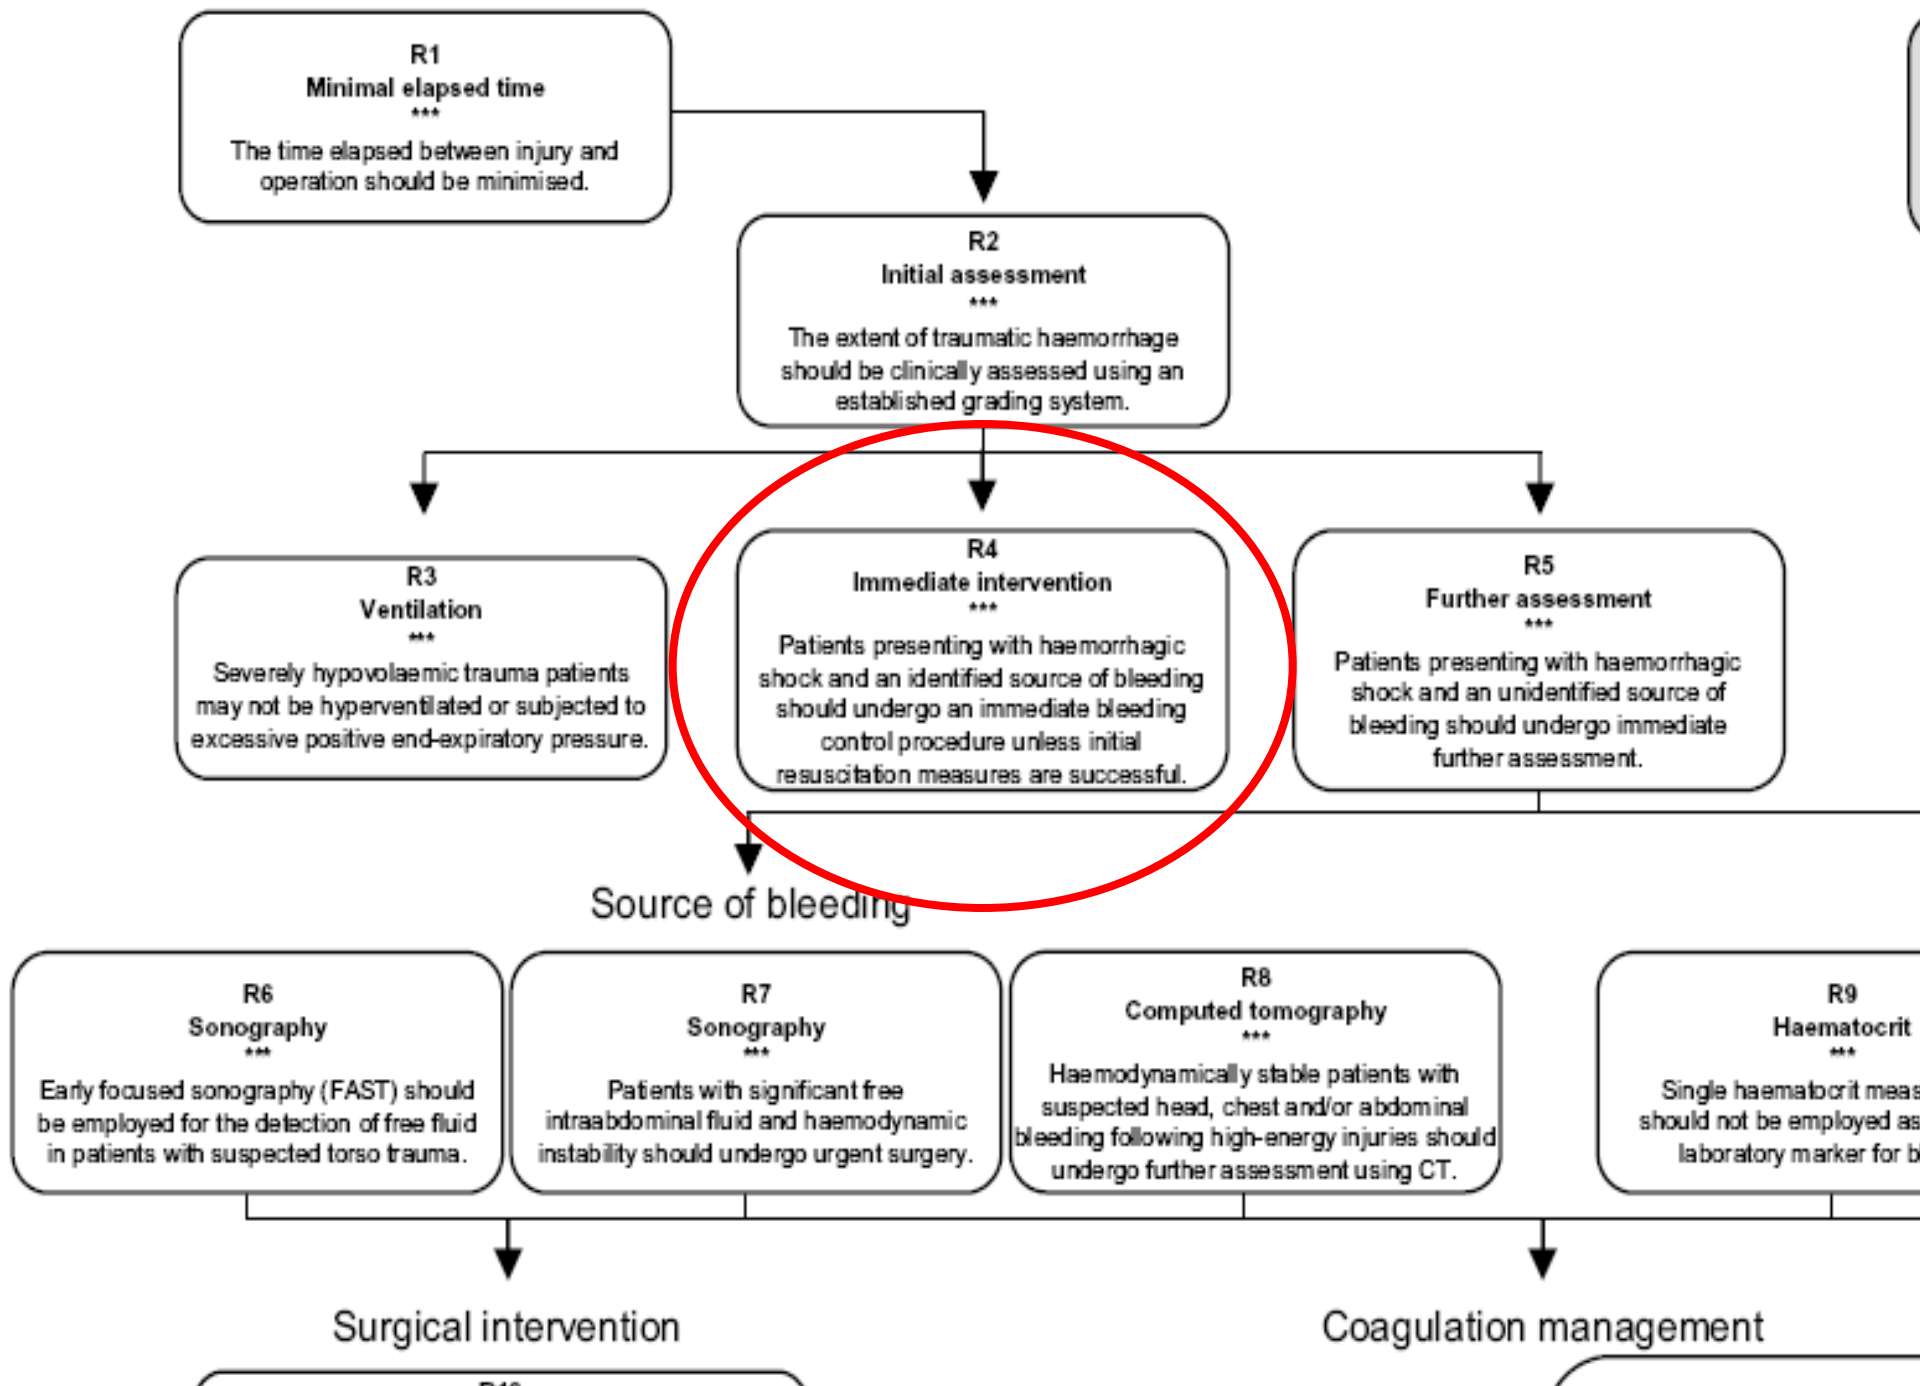 R1
Minimal elapsed time
***
The time elapsed between injury and
operation should be minimised.
R2
Initial assessment
***
The extent of traumatic haemorrhage
should be clinically assessed using an
established grading system.
R3
Ventilation
***
Severely hypovolaemic trauma patients
may not be hyperventilated or subjected to
excessive positive end-expiratory pressure.
R4
Immediate intervention
***
Patients presenting with haemorrhagic
shock and an identified source of bleeding
should undergo an immediate bleeding
control procedure unless initial
resuscitation measures are successful.
R5
Further assessment
***
Patients presenting with haemorrhagic
shock and an unidentified source of
bleeding should undergo immediate
further assessment.
Source of bleeding
R6
Sonography
***
Early focused sonography (FAST) should
be employed for the detection of free fluid
in patients with suspected torso trauma.
R7
Sonography
***
Patients with significant free
intraabdominal fluid and haemodynamic
instability should undergo urgent surgery.
R8
Computed tomography
***
Haemodynamically stable patients with
suspected head, chest and/or abdominal
bleeding following high-energy injuries should
undergo further assessment using CT.
R9
Haematocrit
***
Single haematocrit
should not be employed as
laboratory marker for
Surgical intervention
Coagulation management